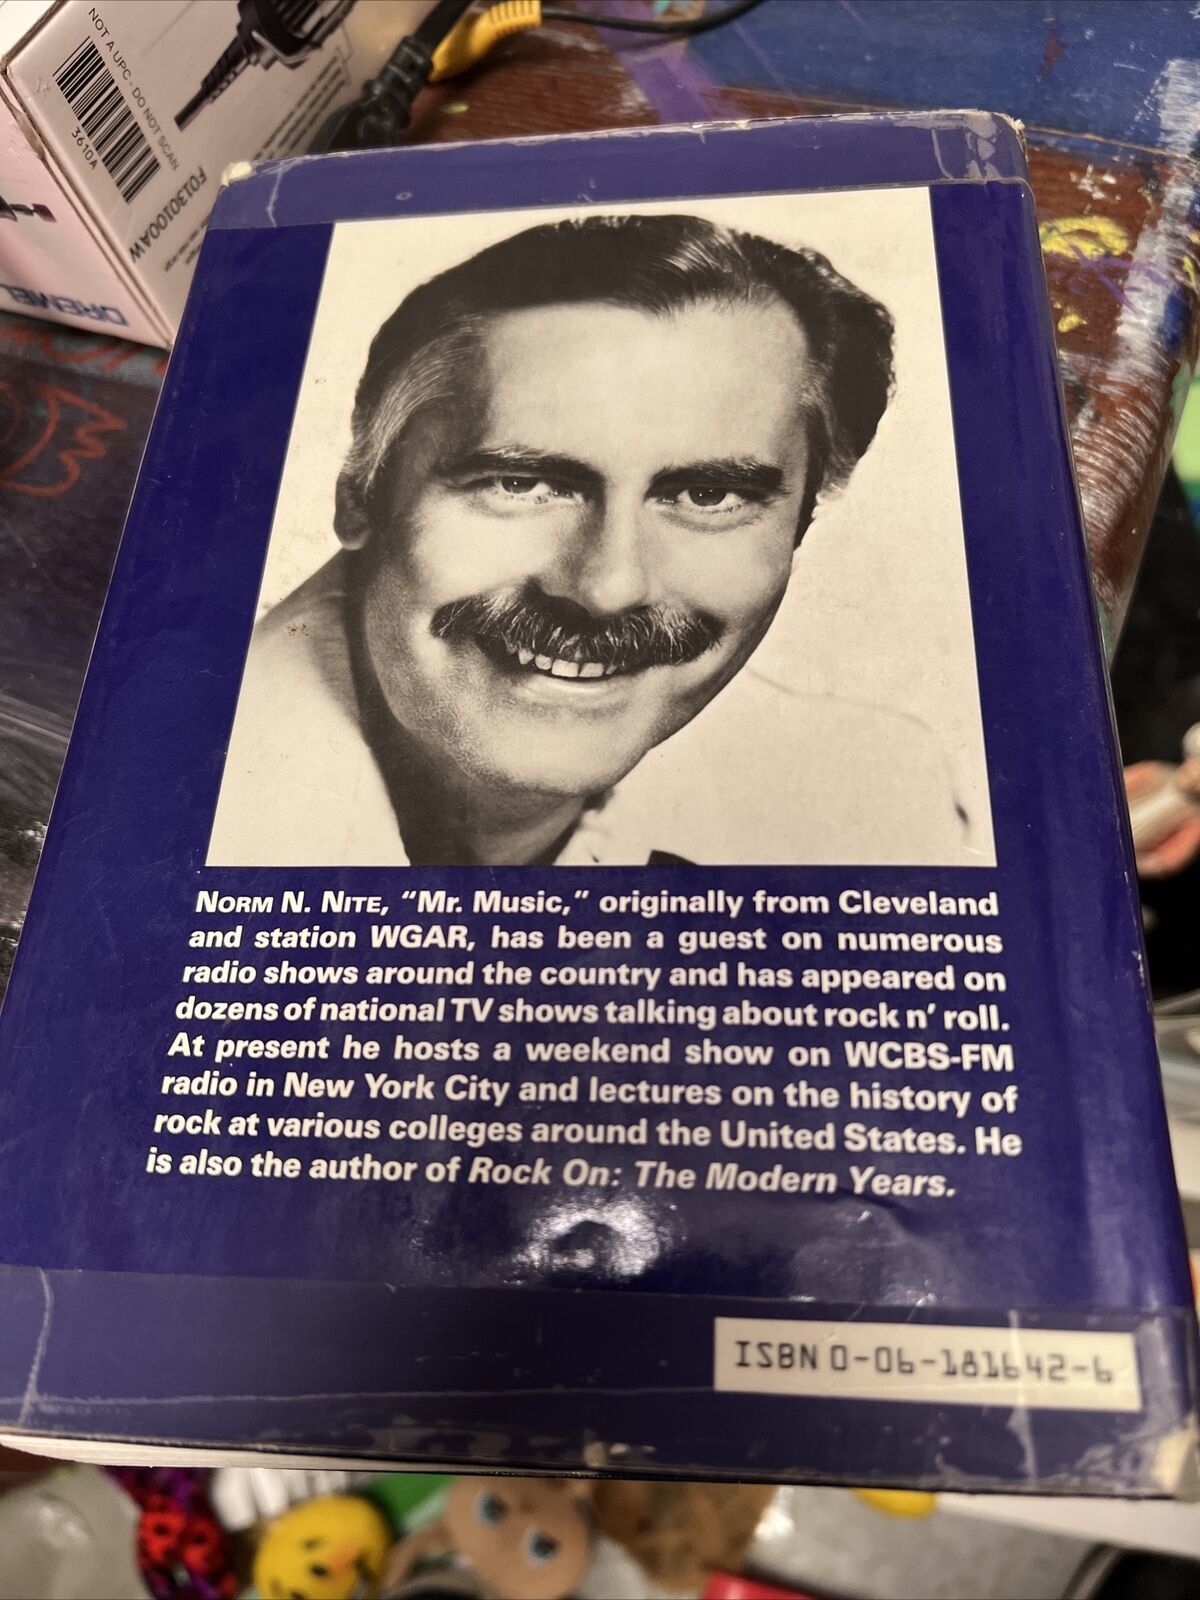 NOT A UPC - DO NOT SCAN
3610A
F0130100AW
DREMEL
NORM N. NITE, “Mr. Music,” originally from Cleveland
and station WGAR, has been a guest on numerous
radio shows around the country and has appeared on
dozens of national TV shows talking about rock n’ roll.
At present he hosts a weekend show on WCBS-FM
radio in New York City and lectures on the history of
rock at various colleges around the United States. He
is also the author of Rock On: The Modern Years.
ISBN 0-06-181642-6